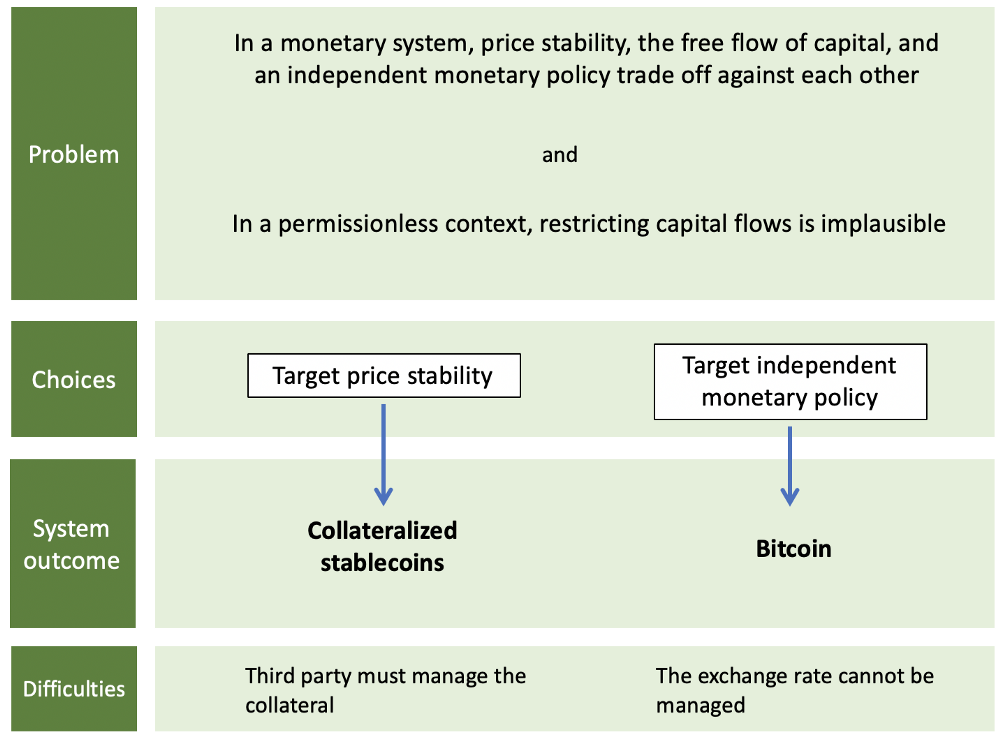 Problem
In a monetary system, price stability, the free flow of capital, and
an independent monetary policy trade off against each other
and
In a permissionless context, restricting capital flows is implausible
Choices
Target price stability
Target independent
monetary policy
System
outcome
Collateralized
stablecoins
Bitcoin
Difficulties
Third party must manage the
collateral
The exchange rate cannot be
managed